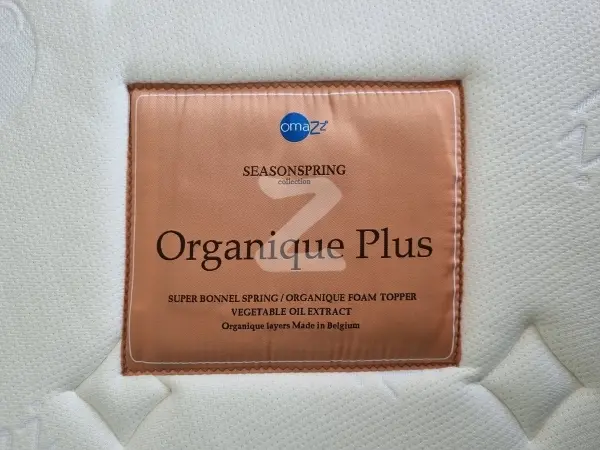 omaZz
SEASONSPRING
collection
Z
Organique Plus
SUPER BONNEL SPRING / ORGANIQUE FOAM TOPPER
VEGETABLE OIL EXTRACT
Organique layers Made in Belgium